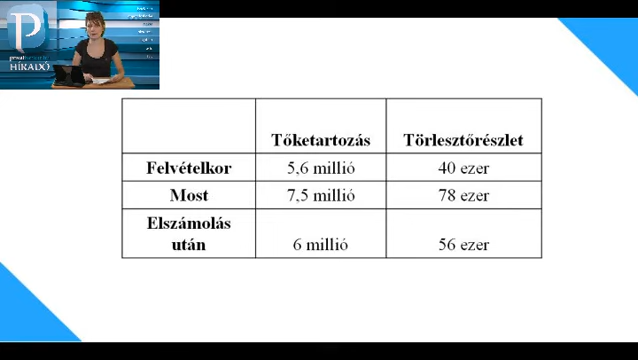 P
HÍRADÓ
Tőketartozás Törlesztőrészlet
Felvételkor 5,6 millió 40 ezer
Most 7,5 millió 78 ezer
Elszámolás
után 6 millió 56 ezer